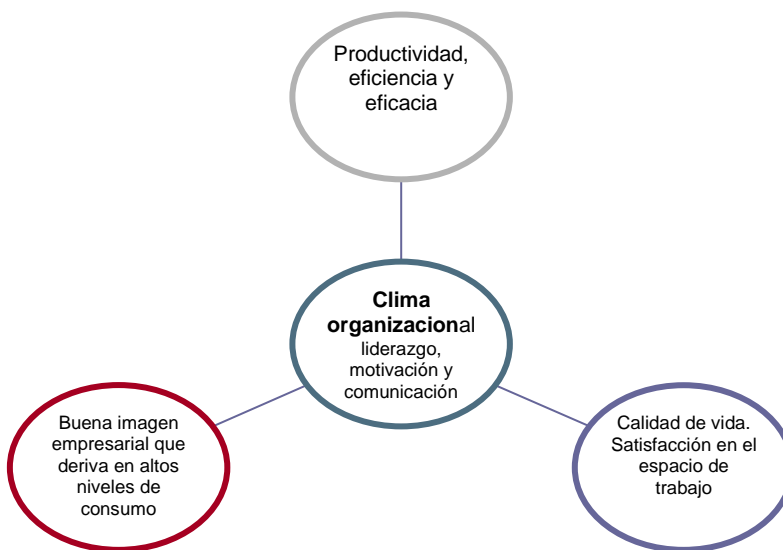 Productividad,
eficiencia y
eficacia
Clima
organizacional
liderazgo,
motivación y
comunicación
Buena imagen
empresarial que
deriva en altos
niveles de
consumo
Calidad de vida.
Satisfacción en el
espacio de
trabajo